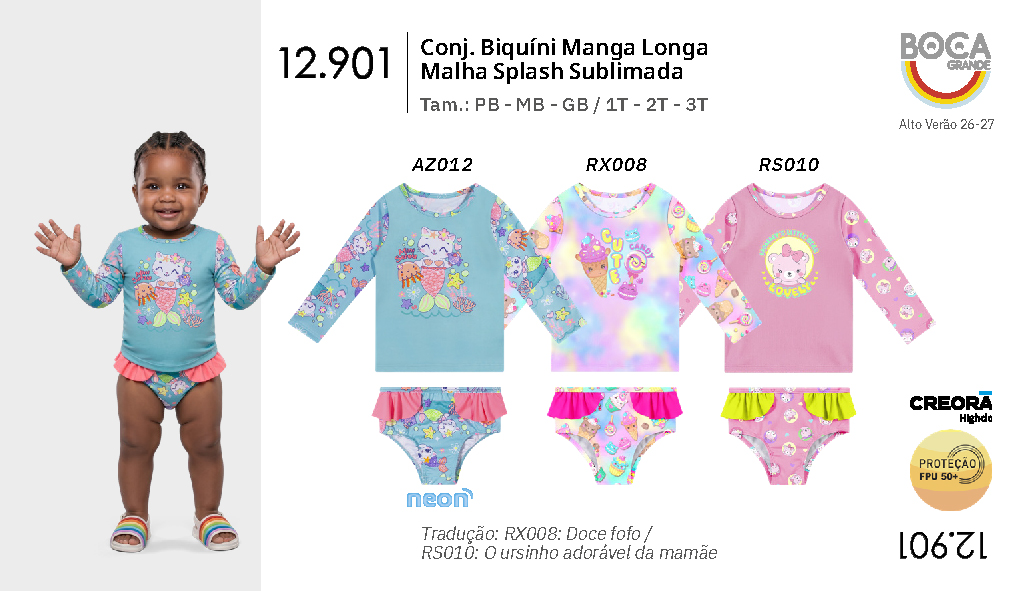 12.901
Conj. Biquíni Manga Longa
Malha Splash Sublimada
Tam.: PB - MB - GB / 1T - 2T - 3T
BOCA
GRANDE
Alto Verão 26-27
AZ012
RX008
RS010
CUTE
CANDY
LOVELY
CREORA
Highclo
PROTEÇÃO
FPU 50+
neon
Tradução: RX008: Doce fofo /
RS010: O ursinho adorável da mamãe
12.901